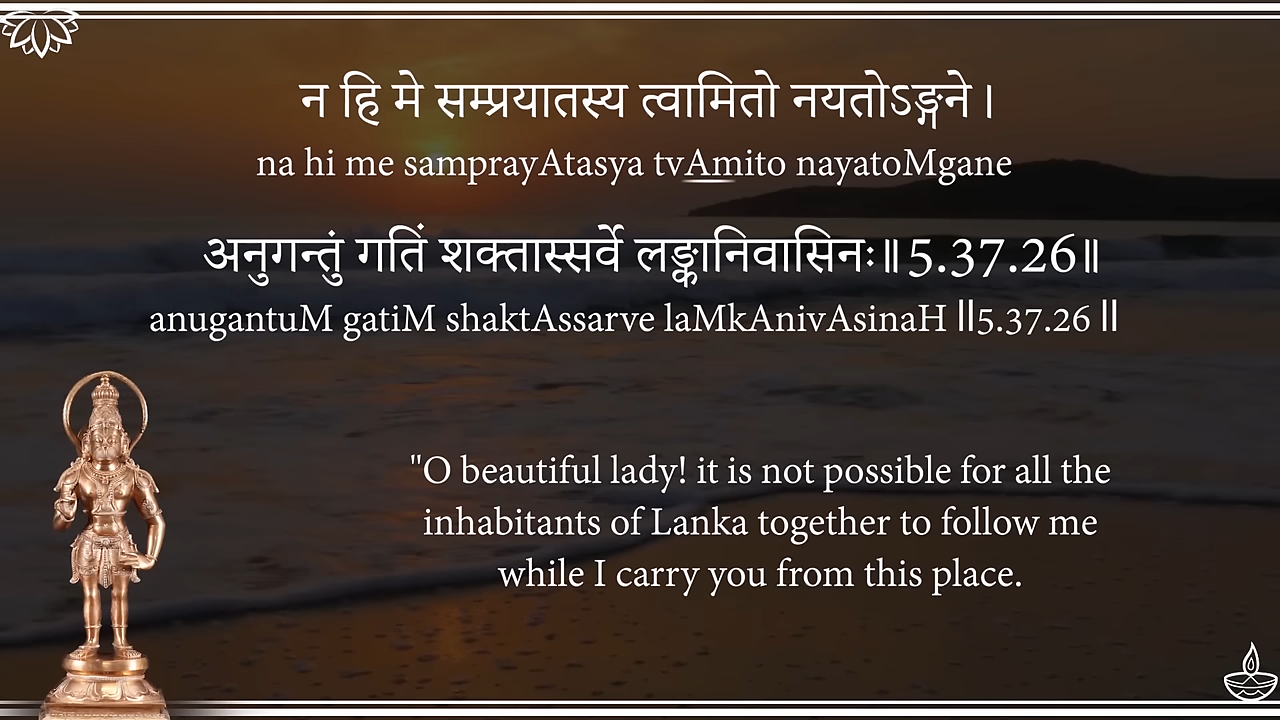 न हि मे सम्प्रयातस्य त्वामितो नयतोऽङ्गने ।
na hi me samprayAtasya tvAmito nayatoMgane
अनुगन्तुं गतिं शक्तास्सर्वे लङ्कानिवासिनः॥5.37.26॥
anugantuM gatiM shaktAssarve laMkAnivAsinaH ॥5.37.26 ॥
"O beautiful lady! it is not possible for all the
inhabitants of Lanka together to follow me
while I carry you from this place.